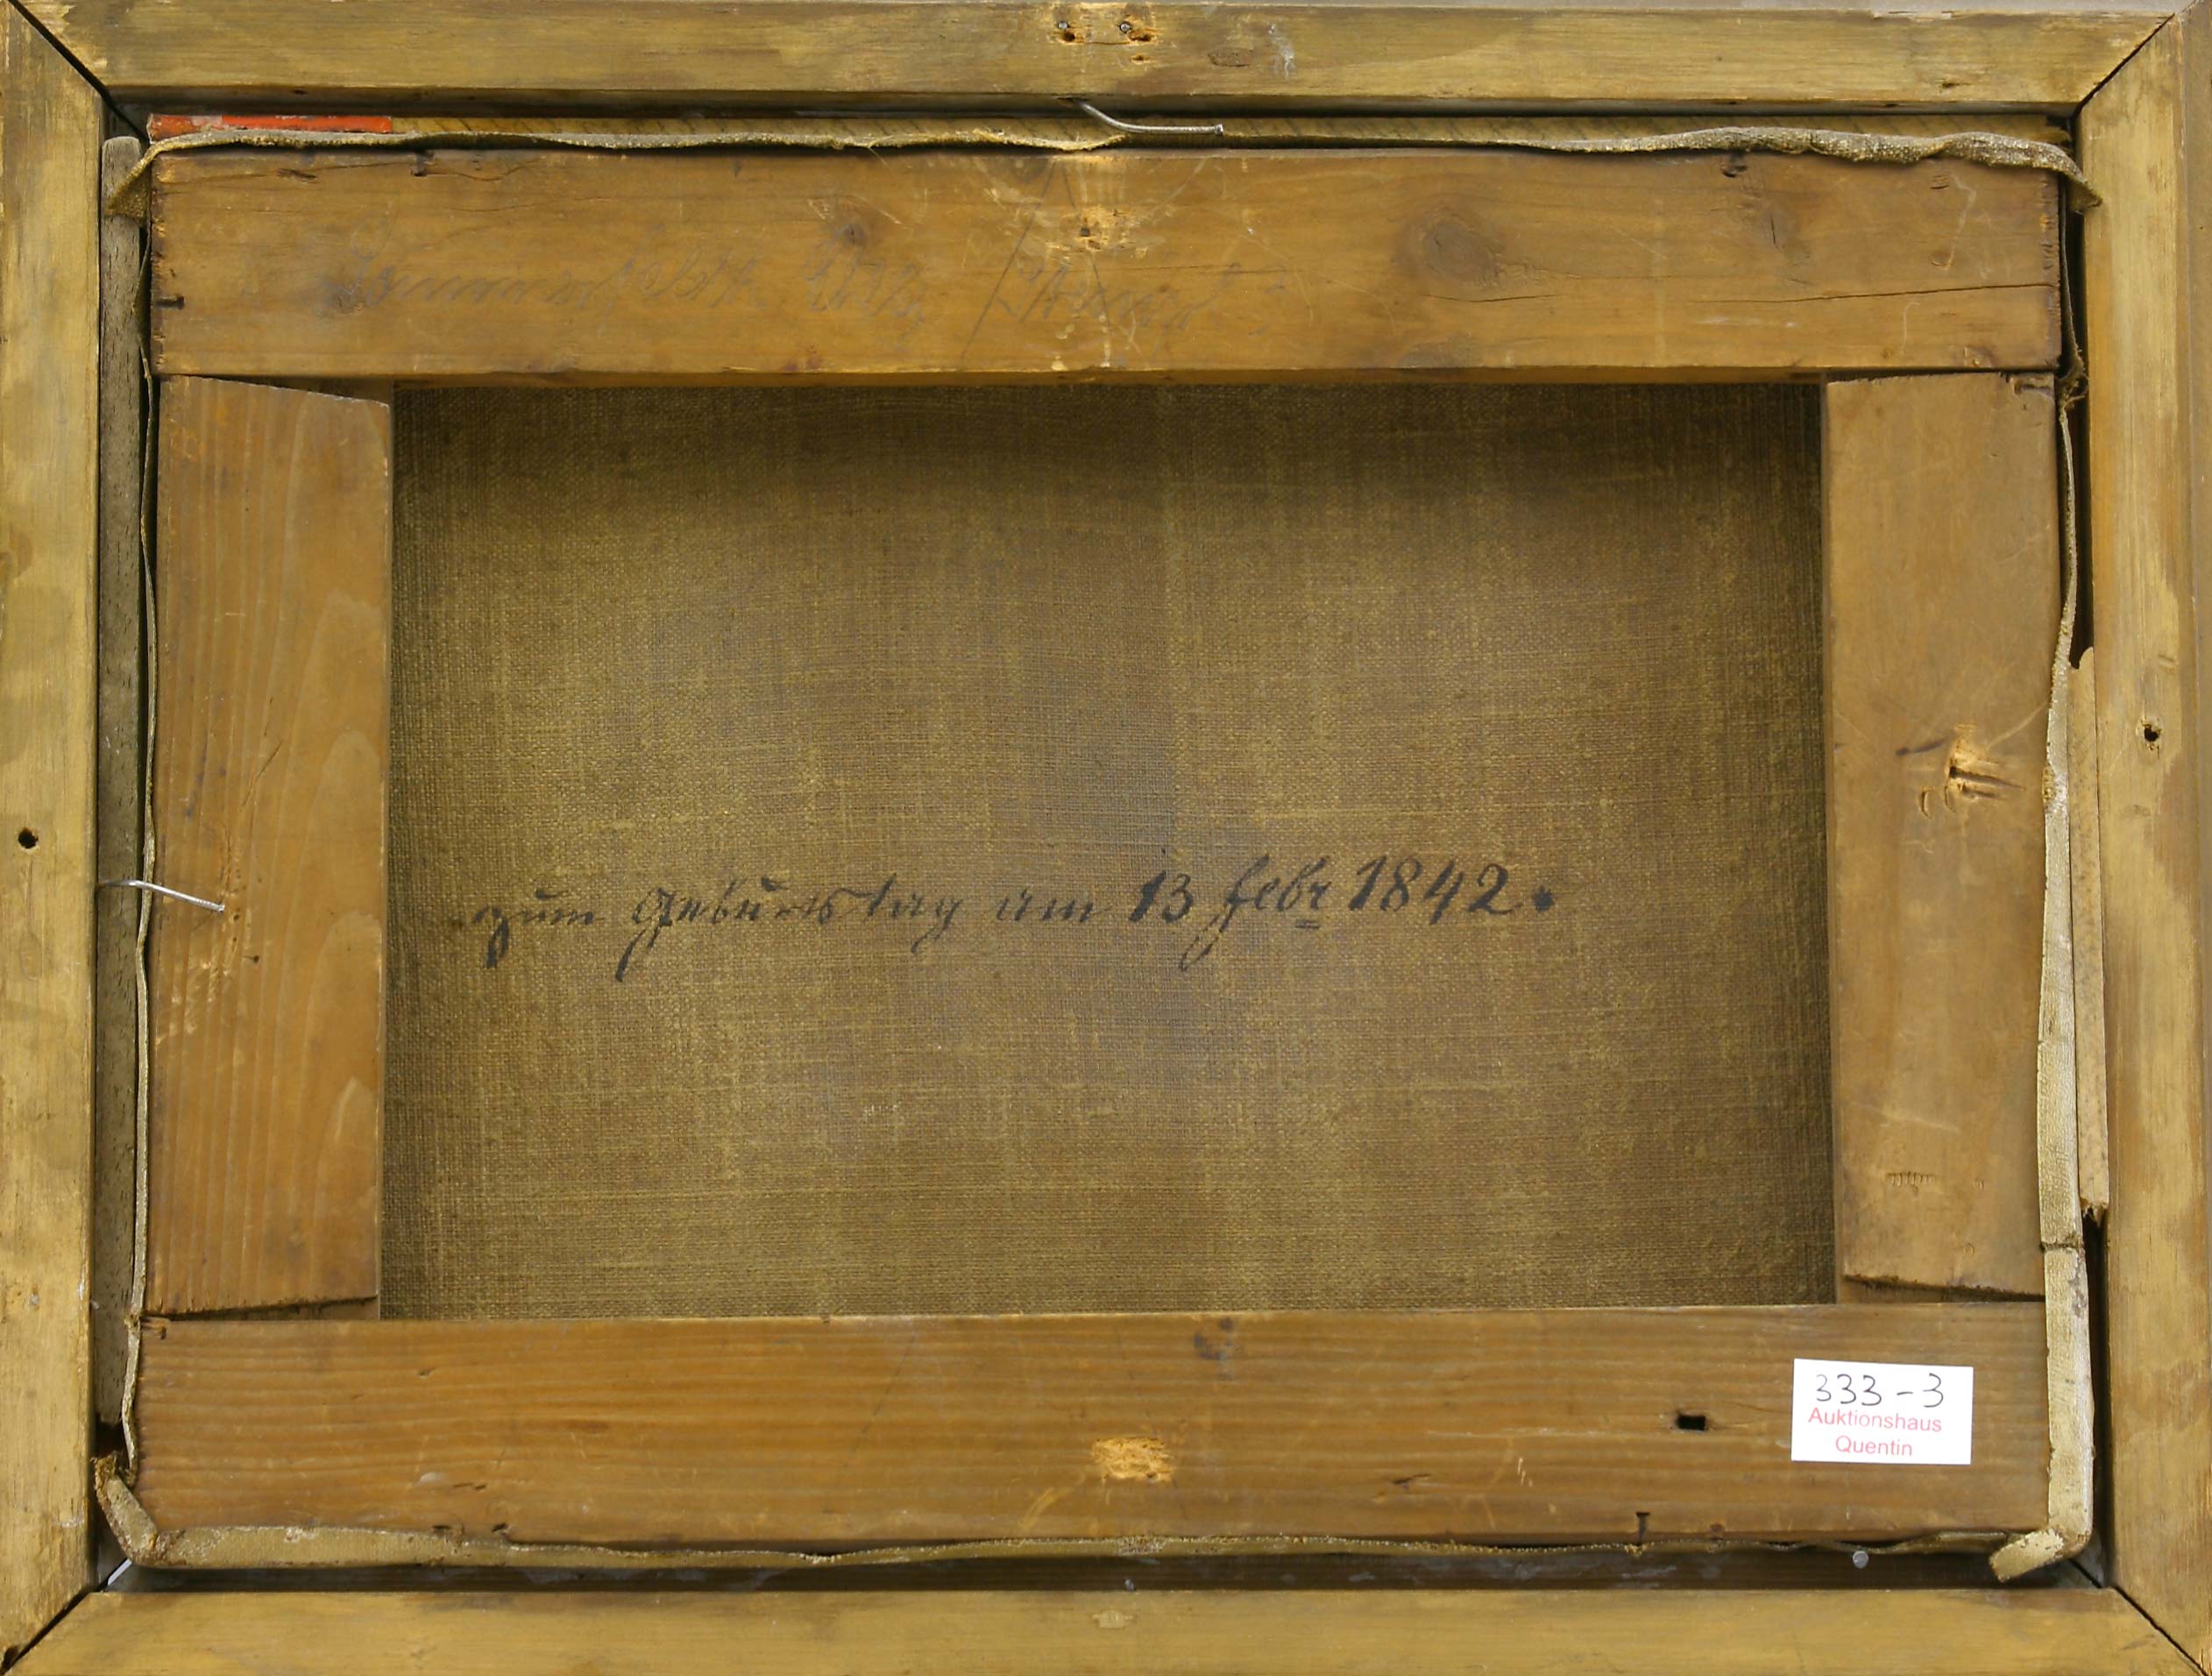 zum Geburtstag am 13 Febr 1842.
333-3
Auktionshaus
Quentin